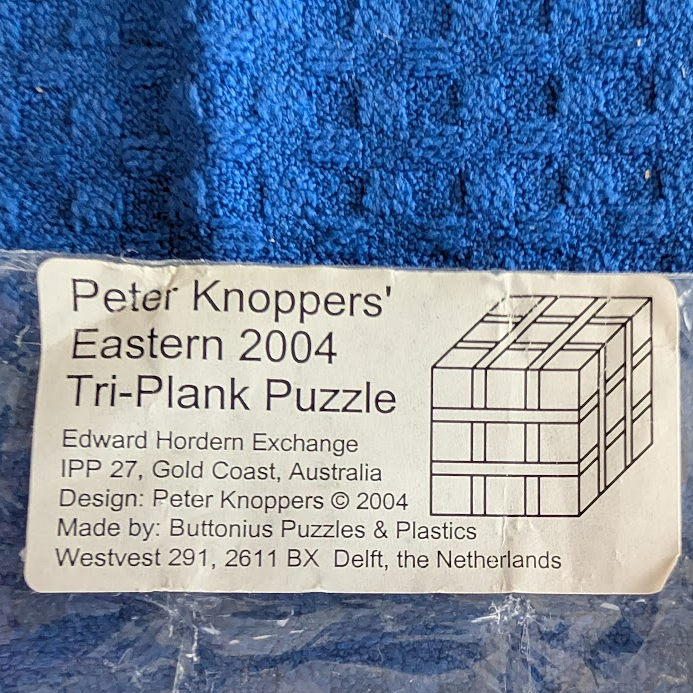 Peter Knoppers'
Eastern 2004
Tri-Plank Puzzle
Edward Hordern Exchange
IPP 27, Gold Coast, Australia
Design: Peter Knoppers © 2004
Made by: Buttonius Puzzles & Plastics
Westvest 291, 2611 BX Delft, the Netherlands